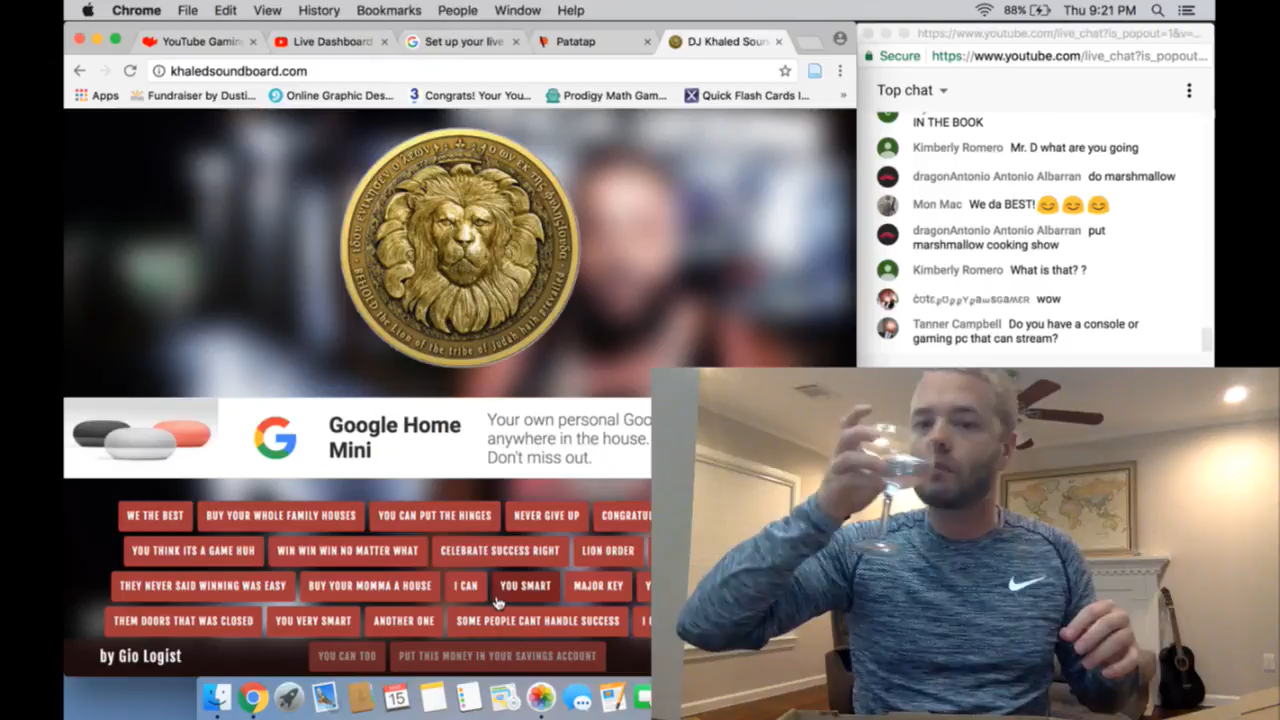 Chrome File Edit View History Bookmarks People Window Help
88% Thu 9:21 PM
YouTube Gamin
Live Dashboard
Set up your live
Patatap
DJ Khaled Soun
khaledsoundboard.com
Apps
Fundraiser by Dusti...
Online Graphic Des...
Congrats! Your You...
Prodigy Math Gam...
Quick Flash Cards I...
»
https://www.youtube.com/live_chat?is_popout=1&v=...
Secure https://www.youtube.com/live_chat?is_popout...
Top chat
IN THE BOOK
Kimberly Romero Mr. D what are you going
dragonAntonio Antonio Albarran do marshmallow
Mon Mac We da BEST!😊😊😊
dragonAntonio Antonio Albarran put
marshmallow cooking show
Kimberly Romero What is that? ?
wow
Tanner Campbell Do you have a console or
gaming pc that can stream?
BEHOLD the Lion of the tribe of Judah hath prevailed
Google Home
Mini
Your own personal Goo
anywhere in the house.
Don't miss out.
WE THE BEST
BUY YOUR WHOLE FAMILY HOUSES
YOU CAN PUT THE HINGES
NEVER GIVE UP
CONGRATU
YOU THINK ITS A GAME HUH
WIN WIN WIN NO MATTER WHAT
CELEBRATE SUCCESS RIGHT
LION ORDER
THEY NEVER SAID WINNING WAS EASY
BUY YOUR MOMMA A HOUSE
I CAN
YOU SMART
MAJOR KEY
Y
THEM DOORS THAT WAS CLOSED
YOU VERY SMART
ANOTHER ONE
SOME PEOPLE CANT HANDLE SUCCESS
by Gio Logist
YOU CAN TOO
PUT THIS MONEY IN YOUR SAVINGS ACCOUNT
15